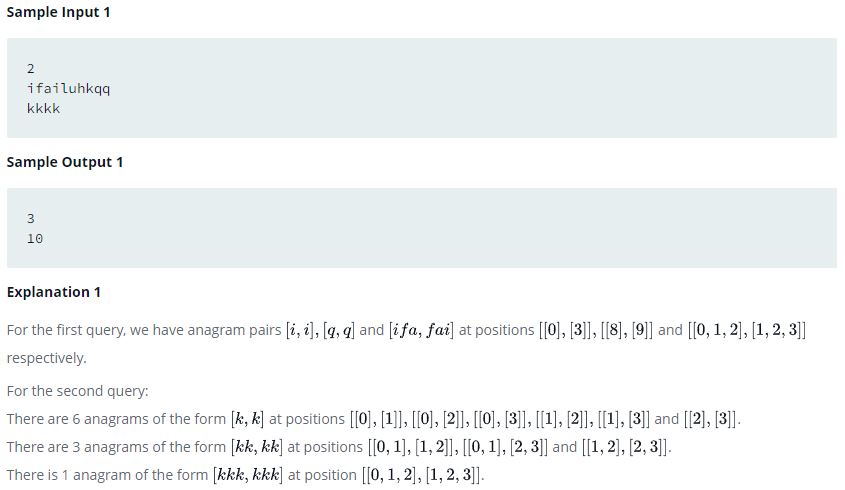 Sample Input 1
2
ifailuhkqq
kkkk
Sample Output 1
3
10
Explanation 1
For the first query, we have anagram pairs [i, i], [q, q] and [ifa, fai] at positions [[0], [3]], [[8], [9]] and [[0, 1, 2], [1, 2, 3]]
respectively.
For the second query:
There are 6 anagrams of the form [k, k] at positions [[0], [1]], [[0], [2]], [[0], [3]], [[1], [2]], [[1], [3]] and [[2], [3]].
There are 3 anagrams of the form [kk, kk] at positions [[0, 1], [1, 2]], [[0, 1], [2, 3]] and [[1, 2], [2, 3]].
There is 1 anagram of the form [kkk, kkk] at position [[0, 1, 2], [1, 2, 3]].